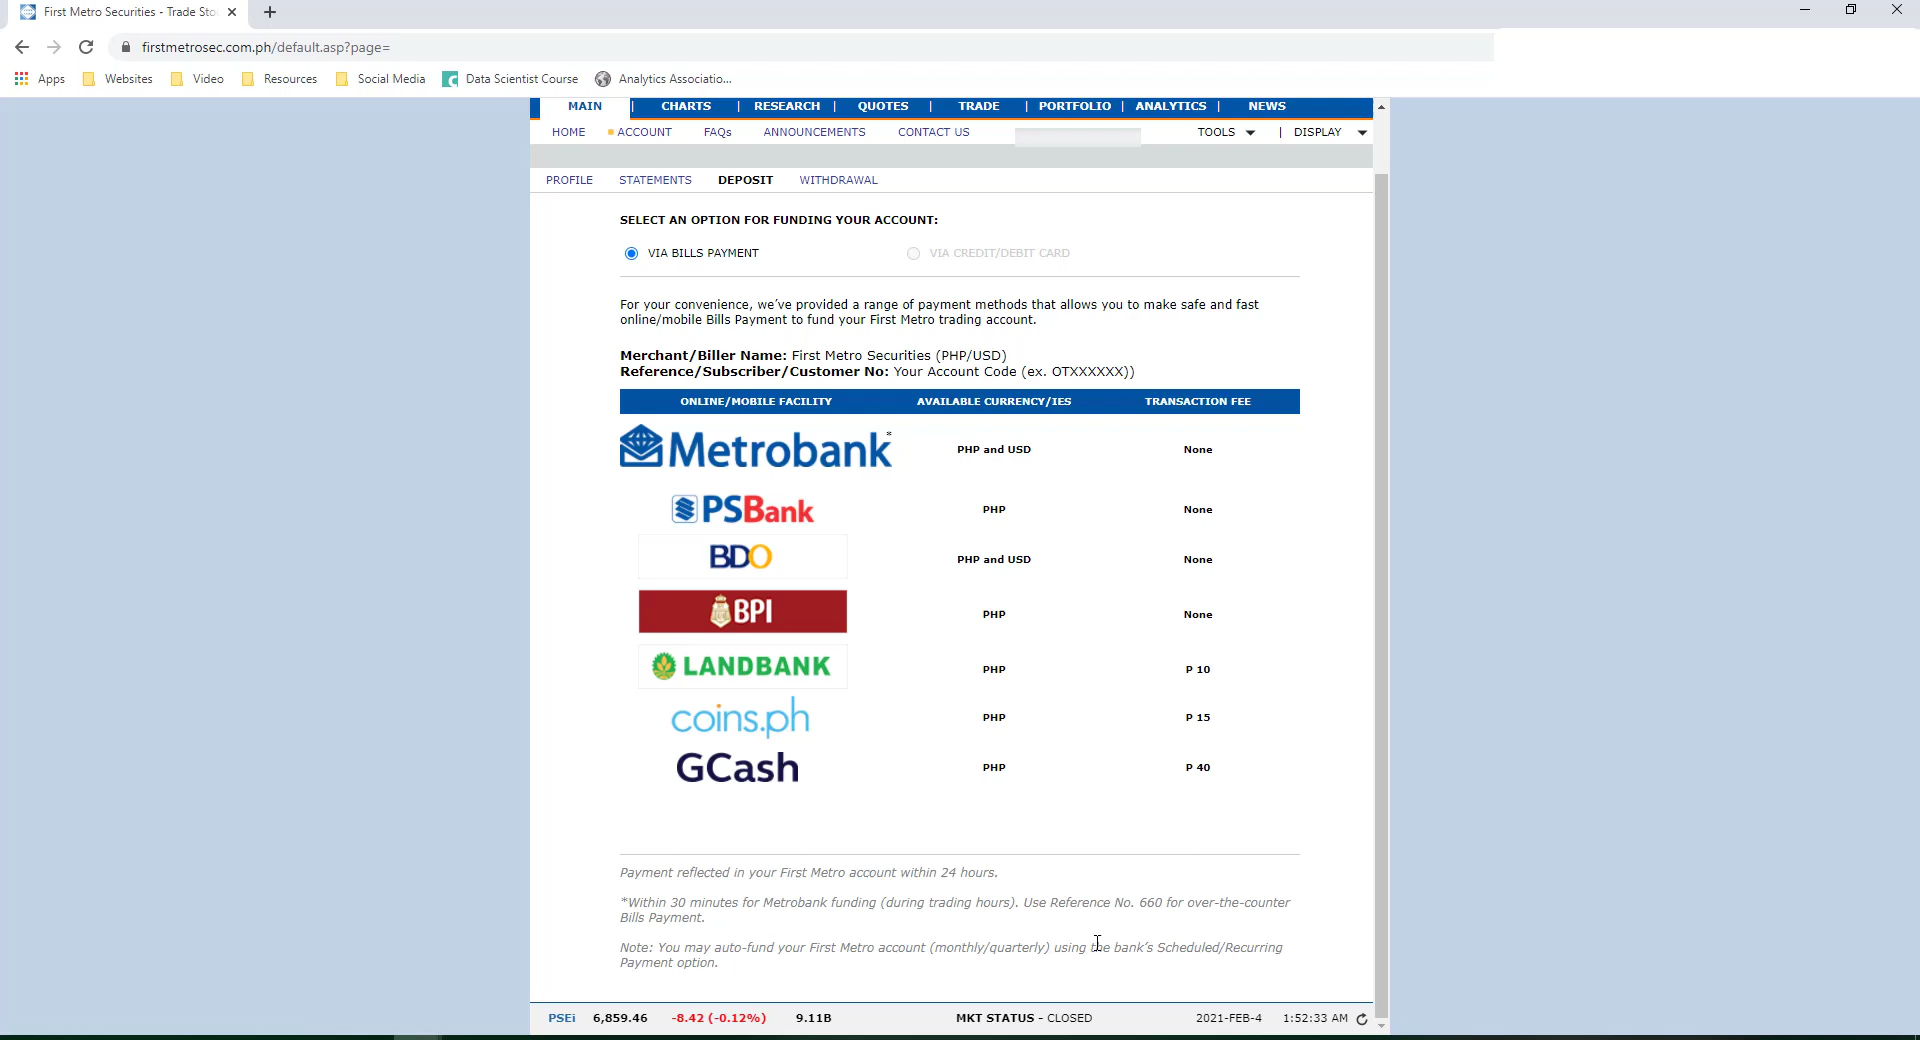 First Metro Securities - Trade Sto
firstmetrosec.com.ph/default.asp?page=
Apps Websites Video Resources Social Media Data Scientist Course Analytics Associatio...
MAIN | CHARTS | RESEARCH | QUOTES | TRADE | PORTFOLIO | ANALYTICS | NEWS
HOME ACCOUNT FAQs ANNOUNCEMENTS CONTACT US TOOLS | DISPLAY
PROFILE STATEMENTS DEPOSIT WITHDRAWAL
SELECT AN OPTION FOR FUNDING YOUR ACCOUNT:
VIA BILLS PAYMENT VIA CREDIT/DEBIT CARD
For your convenience, we've provided a range of payment methods that allows you to make safe and fast
online/mobile Bills Payment to fund your First Metro trading account.
Merchant/Biller Name: First Metro Securities (PHP/USD)
Reference/Subscriber/Customer No: Your Account Code (ex. OTXXXXXX))
ONLINE/MOBILE FACILITY AVAILABLE CURRENCY/IES TRANSACTION FEE
Metrobank* PHP and USD None
PSBank PHP None
BDO PHP and USD None
BPI PHP None
LANDBANK PHP P 10
coins.ph PHP P 15
GCash PHP P 40
Payment reflected in your First Metro account within 24 hours.
*Within 30 minutes for Metrobank funding (during trading hours). Use Reference No. 660 for over-the-counter
Bills Payment.
Note: You may auto-fund your First Metro account (monthly/quarterly) using the bank's Scheduled/Recurring
Payment option.
PSEi 6,859.46 -8.42 (-0.12%) 9.11B MKT STATUS - CLOSED 2021-FEB-4 1:52:33 AM